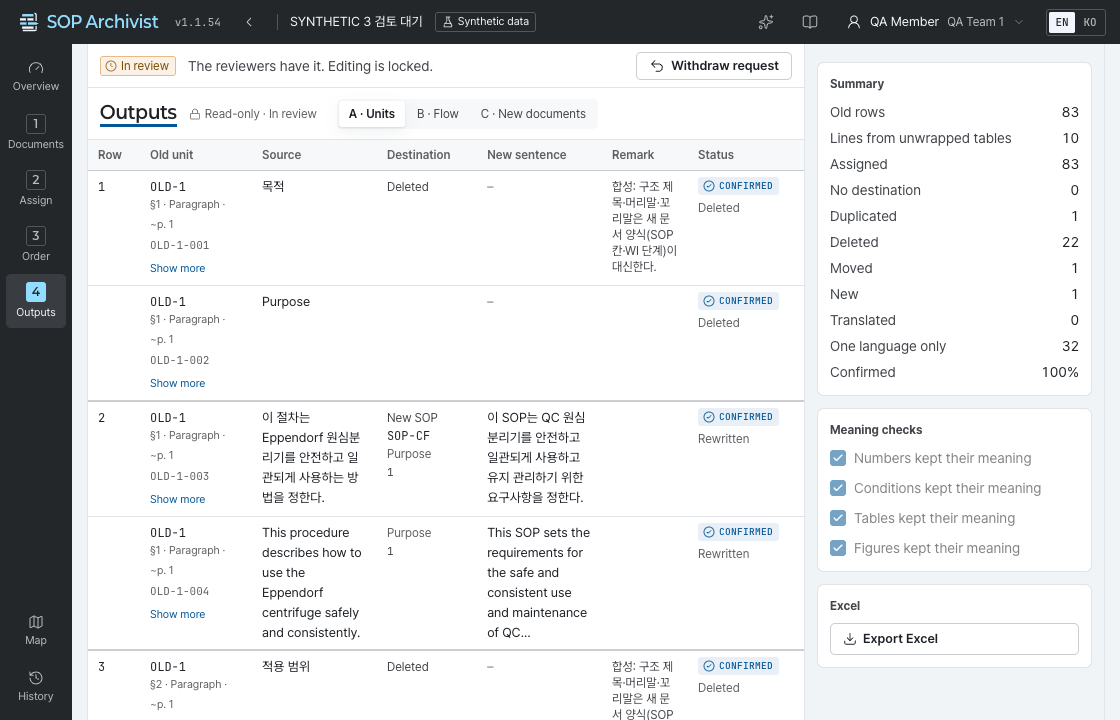 SOP Archivist v1.1.54 SYNTHETIC 3 검토 대기 Synthetic data QA Member QA Team 1 EN KO
Overview
1
Documents
2
Assign
3
Order
4
Outputs
Map
History
In review The reviewers have it. Editing is locked. Withdraw request
Outputs Read-only · In review A · Units B · Flow C · New documents
Row Old unit Source Destination New sentence Remark Status
1 OLD-1 목적 Deleted – 합성: 구조 제 CONFIRMED
§1 · Paragraph · 목·머리말·꼬 Deleted
~p. 1 리말은 새 문
OLD-1-001 서 양식(SOP
칸·WI 단계)이
Show more 대신한다.
OLD-1 Purpose – CONFIRMED
§1 · Paragraph · Deleted
~p. 1
OLD-1-002
Show more
2 OLD-1 이 절차는 New SOP 이 SOP는 QC 원심 CONFIRMED
§1 · Paragraph · Eppendorf 원심분 SOP-CF 분리기를 안전하고 Rewritten
~p. 1 리기를 안전하고 일 Purpose 일관되게 사용하고
OLD-1-003 관되게 사용하는 방 1 유지 관리하기 위한
Show more 법을 정한다. 요구사항을 정한다.
OLD-1 This procedure Purpose This SOP sets the CONFIRMED
§1 · Paragraph · describes how to 1 requirements for Rewritten
~p. 1 use the the safe and
OLD-1-004 Eppendorf consistent use
Show more centrifuge safely and maintenance
and consistently. of QC…
3 OLD-1 적용 범위 Deleted – 합성: 구조 제 CONFIRMED
§2 · Paragraph · 목·머리말·꼬 Deleted
~p. 1 리말은 새 문
서 양식(SOP
Summary
Old rows 83
Lines from unwrapped tables 10
Assigned 83
No destination 0
Duplicated 1
Deleted 22
Moved 1
New 1
Translated 0
One language only 32
Confirmed 100%
Meaning checks
Numbers kept their meaning
Conditions kept their meaning
Tables kept their meaning
Figures kept their meaning
Excel
Export Excel